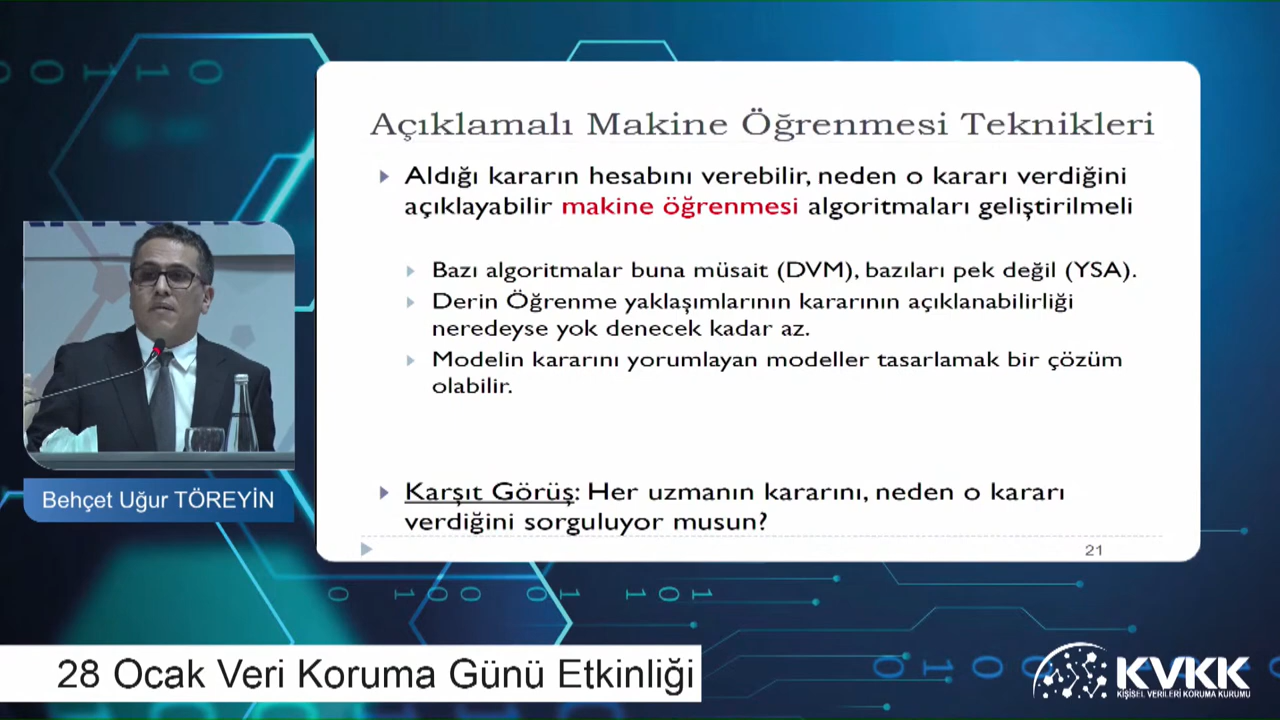 Açıklamalı Makine Öğrenmesi Teknikleri
Aldığı kararın hesabını verebilir, neden o kararı verdiğini
açıklayabilir makine öğrenmesi algoritmaları geliştirilmeli
Bazı algoritmalar buna müsait (DVM), bazıları pek değil (YSA).
Derin Öğrenme yaklaşımlarının kararının açıklanabilirliği
neredeyse yok denecek kadar az.
Modelin kararını yorumlayan modeller tasarlamak bir çözüm
olabilir.
Karşıt Görüş: Her uzmanın kararını, neden o kararı
verdiğini sorguluyor musun?
21
Behçet Uğur TÖREYİN
28 Ocak Veri Koruma Günü Etkinliği
KVKK
KİŞİSEL VERİLERİ KORUMA KURUMU